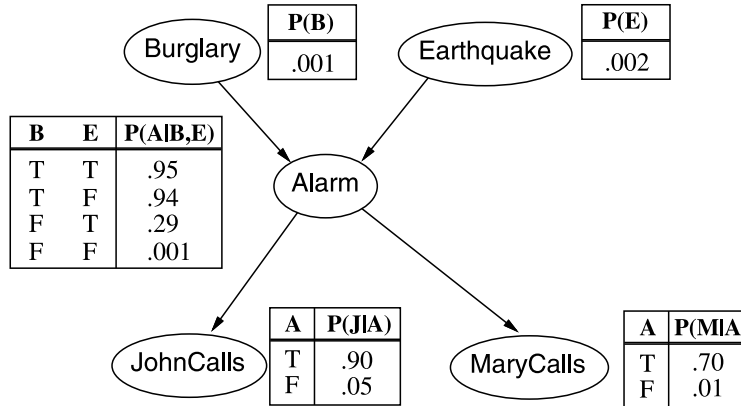 Burglary
P(B)
.001
Earthquake
P(E)
.002
B E P(A|B,E)
T T .95
T F .94
F T .29
F F .001
Alarm
JohnCalls
A P(J|A)
T .90
F .05
MaryCalls
A P(M|A
T .70
F .01